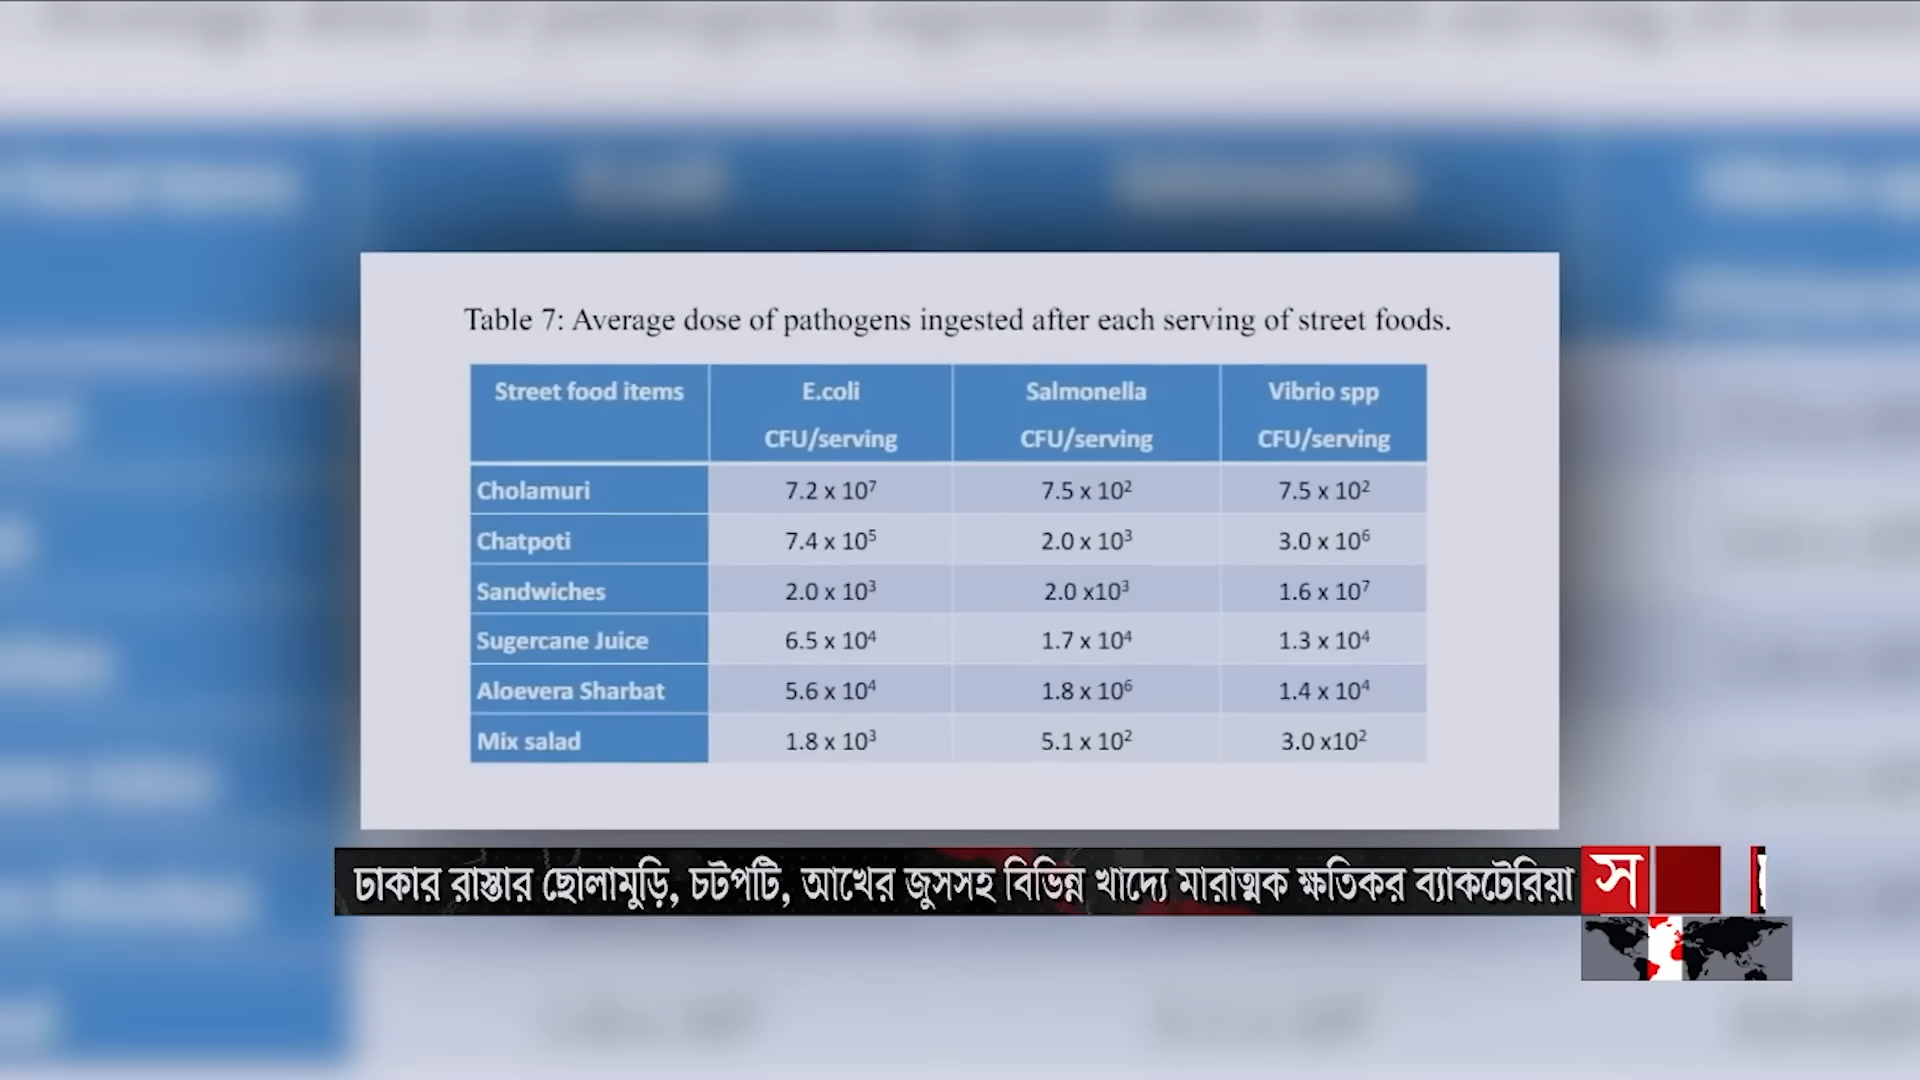 Table 7: Average dose of pathogens ingested after each serving of street foods.
Street food items E.coli CFU/serving Salmonella CFU/serving Vibrio spp CFU/serving
Cholamuri 7.2 x 10⁷ 7.5 x 10² 7.5 x 10²
Chatpoti 7.4 x 10⁵ 2.0 x 10³ 3.0 x 10⁶
Sandwiches 2.0 x 10³ 2.0 x10³ 1.6 x 10⁷
Sugercane Juice 6.5 x 10⁴ 1.7 x 10⁴ 1.3 x 10⁴
Aloevera Sharbat 5.6 x 10⁴ 1.8 x 10⁶ 1.4 x 10⁴
Mix salad 1.8 x 10³ 5.1 x 10² 3.0 x10²
ঢাকার রাস্তার ছোলামুড়ি, চটপটি, আখের জুসসহ বিভিন্ন খাদ্যে মারাত্মক ক্ষতিকর ব্যাকটেরিয়া
স